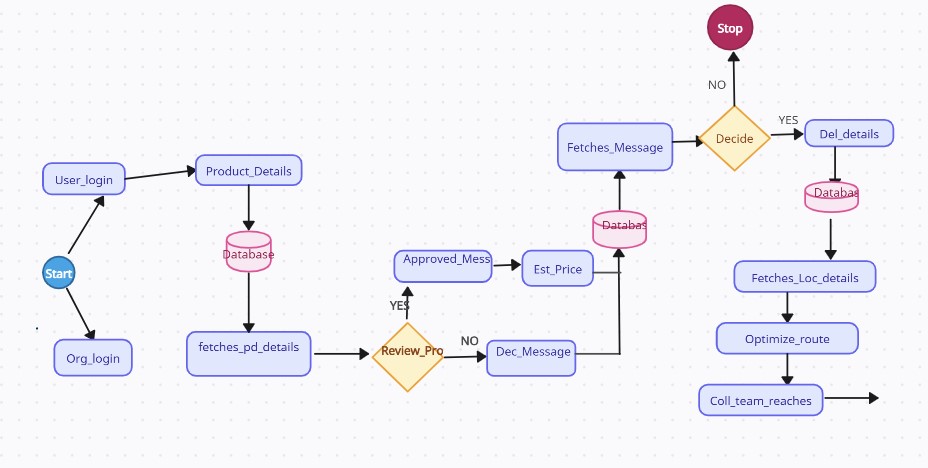 Stop
NO
Decide
YES
Del_details
Fetches_Message
Databas
Databas
User_login
Product_Details
Start
Database
Approved_Mess
Est_Price
Fetches_Loc_details
YES
Org_login
fetches_pd_details
Review_Pro
NO
Dec_Message
Optimize_route
Coll_team_reaches